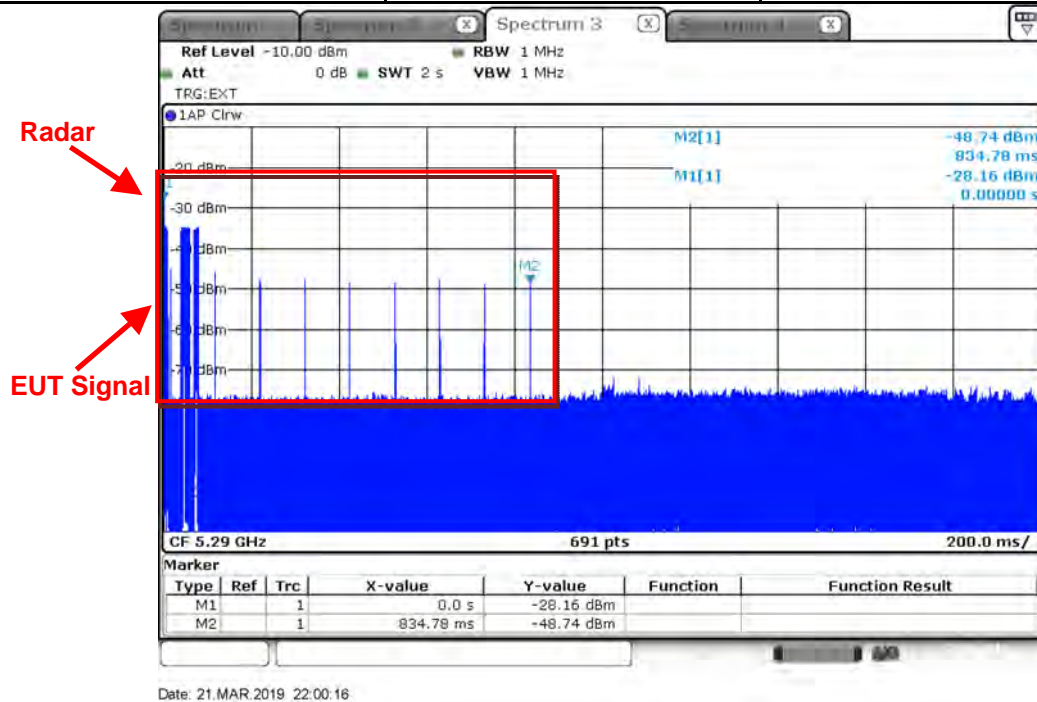 Spectrum 3
Ref Level -10.00 dBm RBW 1 MHz
Att 0 dB SWT 2 s VBW 1 MHz
TRG:EXT
1AP Clrw
Radar
M2[1] -48.74 dBm
834.78 ms
M1[1] -28.16 dBm
0.00000 s
-20 dBm
-30 dBm
M2
EUT Signal
CF 5.29 GHz 691 pts 200.0 ms/
Marker
Type Ref Trc X-value Y-value Function Function Result
M1 1 0.0 s -28.16 dBm
M2 1 834.78 ms -48.74 dBm
Date: 21.MAR.2019 22:00:16